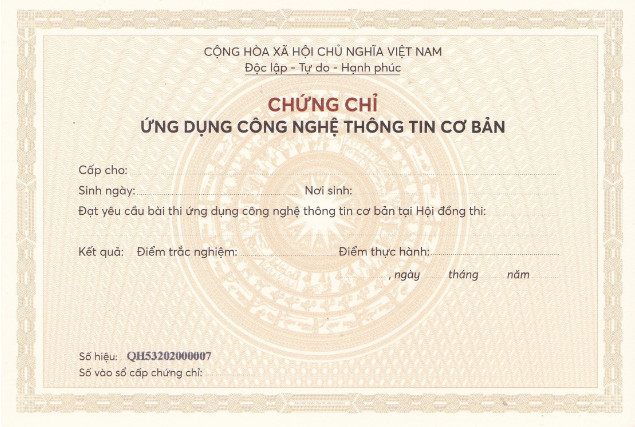 CỘNG HÒA XÃ HỘI CHỦ NGHĨA VIỆT NAM
Độc lập - Tự do - Hạnh phúc
CHỨNG CHỈ
ỨNG DỤNG CÔNG NGHỆ THÔNG TIN CƠ BẢN
Cấp cho:
Sinh ngày: Nơi sinh:
Đạt yêu cầu bài thi ứng dụng công nghệ thông tin cơ bản tại Hội đồng thi:
Kết quả: Điểm trắc nghiệm: Điểm thực hành:
, ngày tháng năm
Số hiệu: QH53202000007
Số vào sổ cấp chứng chỉ: